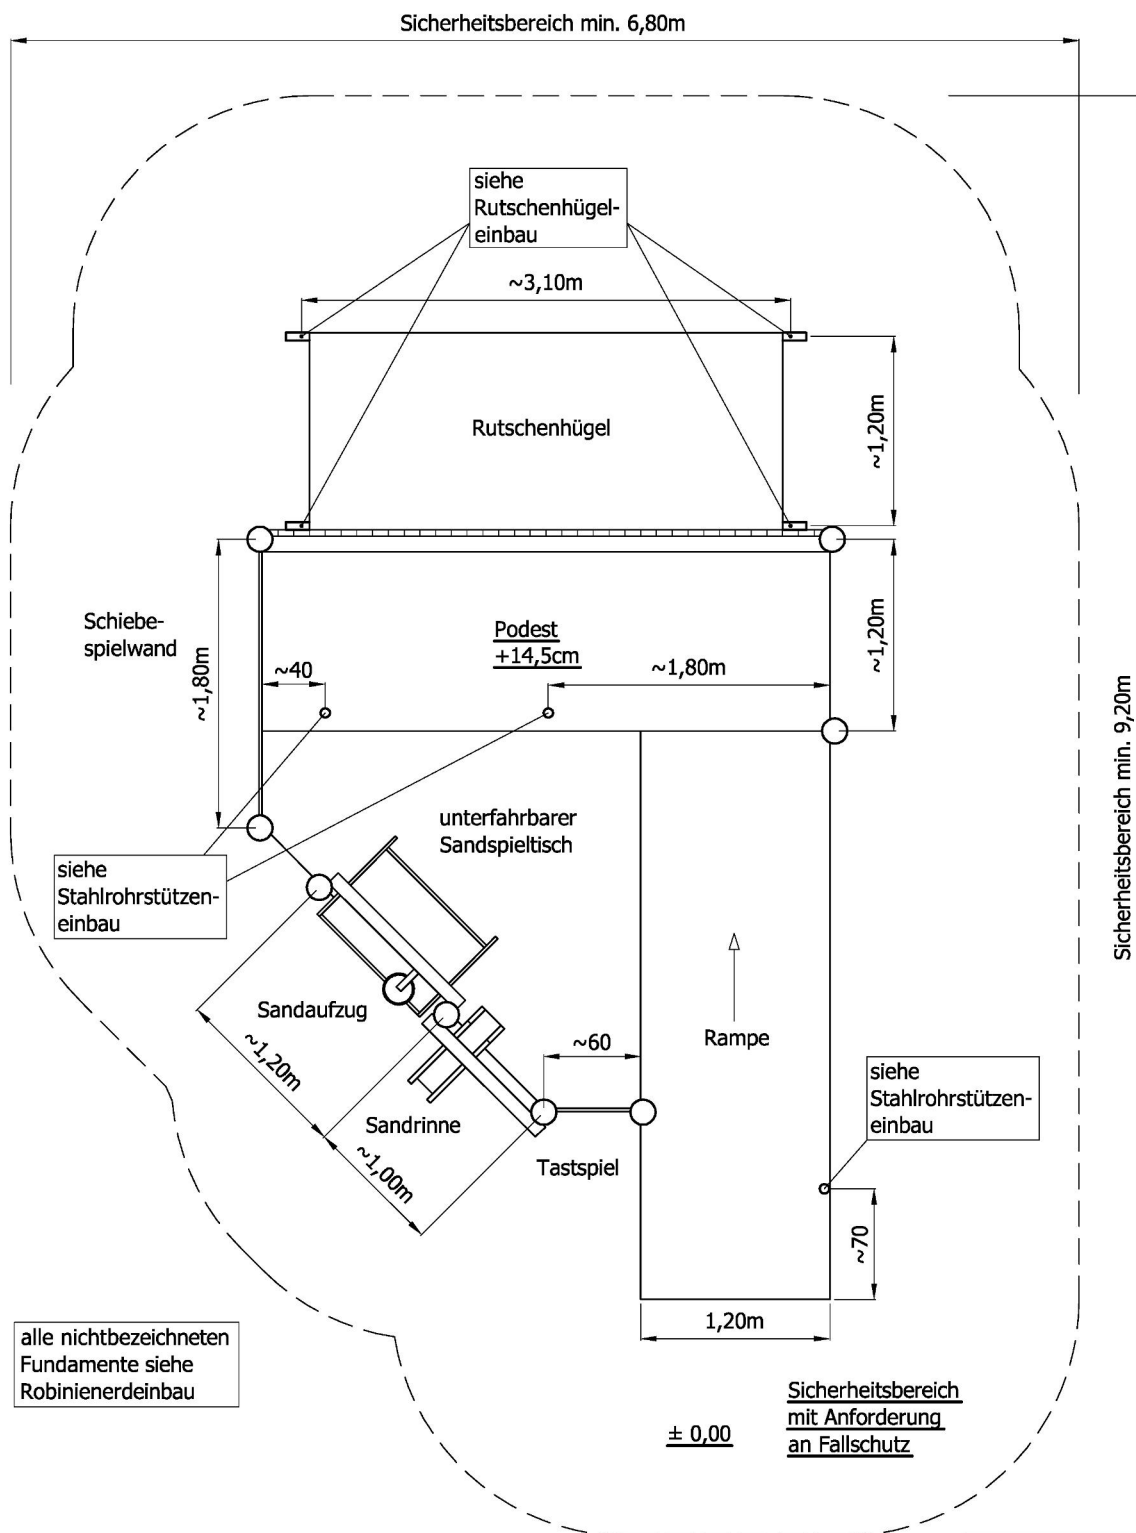 Sicherheitsbereich min. 6,80m
siehe
Rutschenhügel-
einbau
~3,10m
Rutschenhügel
~1,20m
Schiebe-
spielwand
~1,80m
~40
Podest
+14,5cm
~1,80m
~1,20m
Sicherheitsbereich min. 9,20m
unterfahrbarer
Sandspieltisch
siehe
Stahlrohrstützen-
einbau
Sandaufzug
~1,20m
~60
Rampe
siehe
Stahlrohrstützen-
einbau
Sandrinne
~1,00m
Tastspiel
~70
1,20m
alle nichtbezeichneten
Fundamente siehe
Robinienerdeinbau
Sicherheitsbereich
mit Anforderung
an Fallschutz
± 0,00